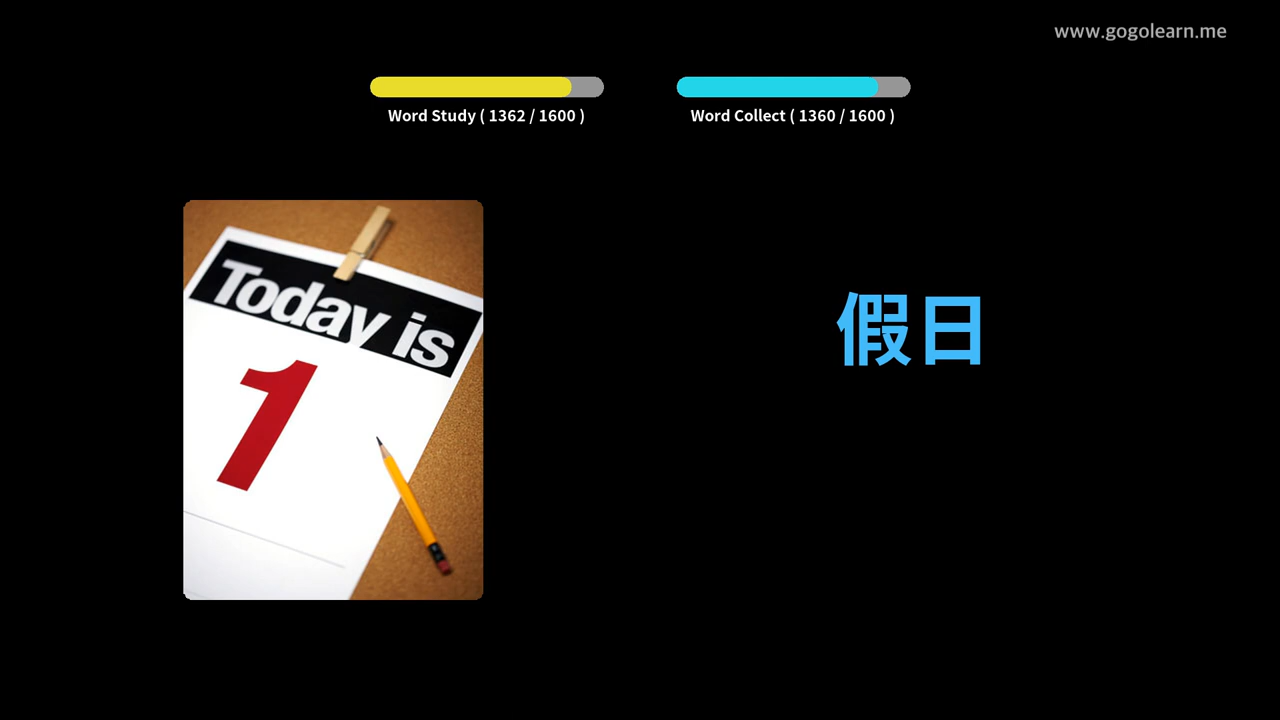 www.gogolearn.me
Word Study ( 1362 / 1600 )
Word Collect ( 1360 / 1600 )
Today is
1
假日